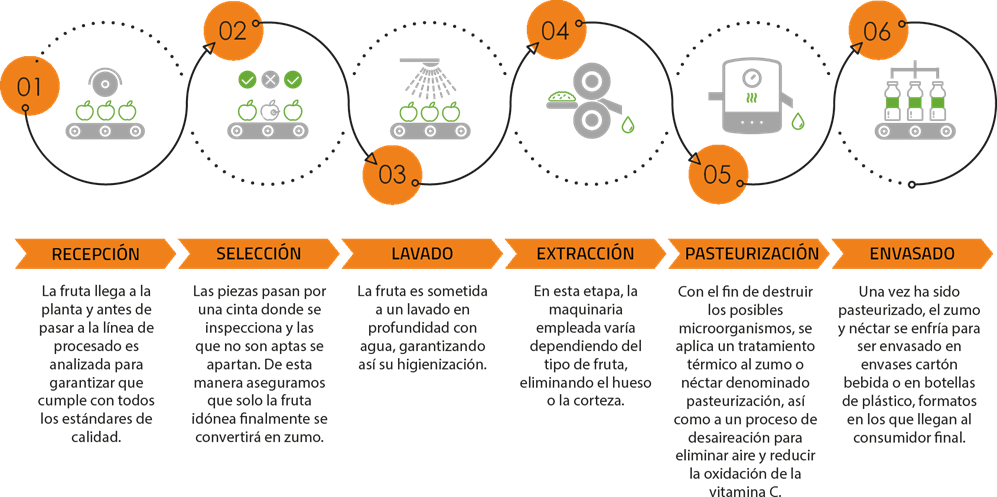 01
02
03
04
05
06
RECEPCIÓN
La fruta llega a la
planta y antes de
pasar a la línea de
procesado es
analizada para
garantizar que
cumple con todos
los estándares de
calidad.
SELECCIÓN
Las piezas pasan por
una cinta donde se
inspecciona y las
que no son aptas se
apartan. De esta
manera aseguramos
que solo la fruta
idónea finalmente se
convertirá en zumo.
LAVADO
La fruta es sometida
a un lavado en
profundidad con
agua, garantizando
así su higienización.
EXTRACCIÓN
En esta etapa, la
maquinaria
empleada varía
dependiendo del
tipo de fruta,
eliminando el hueso
o la corteza.
PASTEURIZACIÓN
Con el fin de destruir
los posibles
microorganismos, se
aplica un tratamiento
térmico al zumo o
néctar denominado
pasteurización, así
como a un proceso de
desaireación para
eliminar aire y reducir
la oxidación de la
vitamina C.
ENVASADO
Una vez ha sido
pasteurizado, el zumo
y néctar se enfría para
ser envasado en
envases cartón
bebida o en botellas
de plástico, formatos
en los que llegan al
consumidor final.